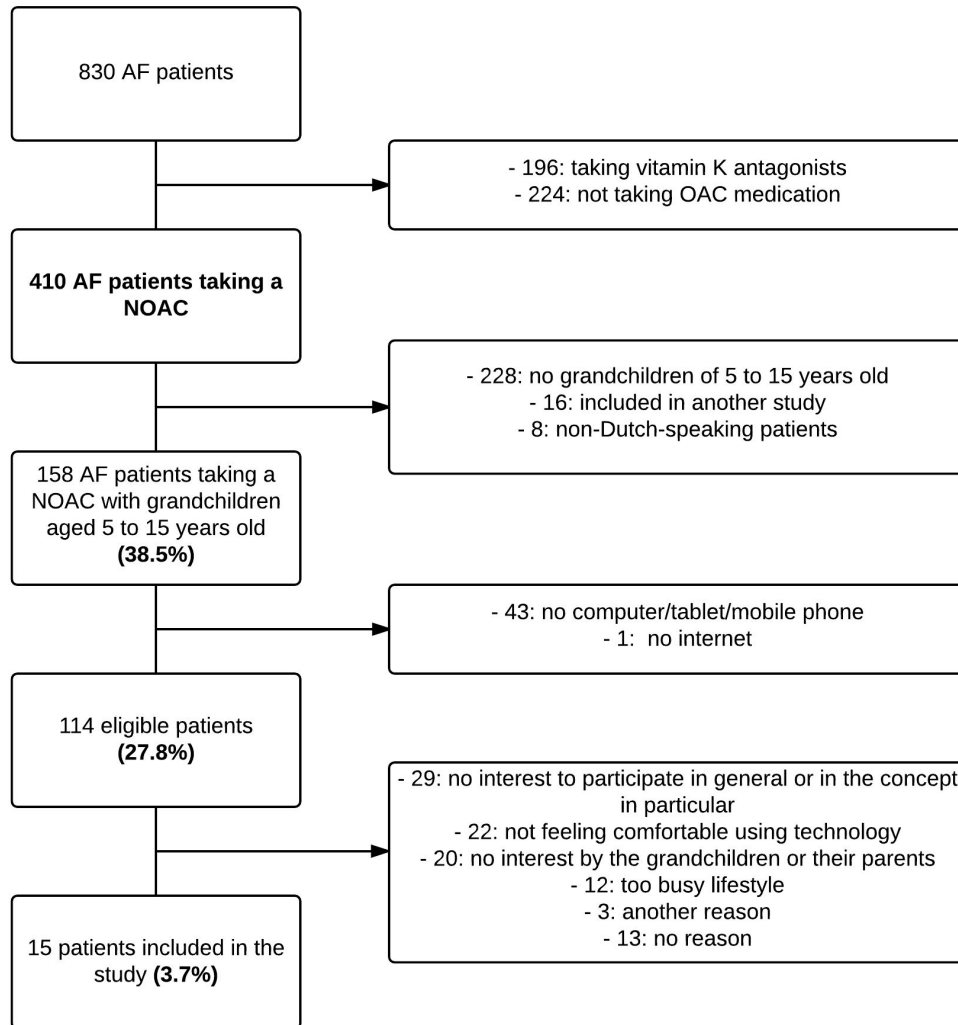 830 AF patients
- 196: taking vitamin K antagonists
- 224: not taking OAC medication
410 AF patients taking a
NOAC
- 228: no grandchildren of 5 to 15 years old
- 16: included in another study
- 8: non-Dutch-speaking patients
158 AF patients taking a
NOAC with grandchildren
aged 5 to 15 years old
(38.5%)
- 43: no computer/tablet/mobile phone
- 1:  no internet
114 eligible patients
(27.8%)
- 29: no interest to participate in general or in the concept
in particular
- 22: not feeling comfortable using technology
- 20: no interest by the grandchildren or their parents
- 12: too busy lifestyle
- 3: another reason
- 13: no reason
15 patients included in the
study (3.7%)